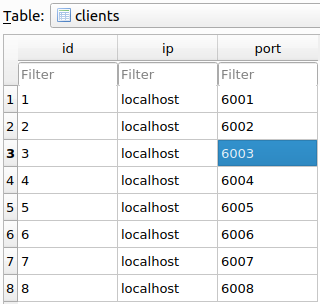 Table: clients
id ip port
Filter Filter Filter
1 1 localhost 6001
2 2 localhost 6002
3 3 localhost 6003
4 4 localhost 6004
5 5 localhost 6005
6 6 localhost 6006
7 7 localhost 6007
8 8 localhost 6008